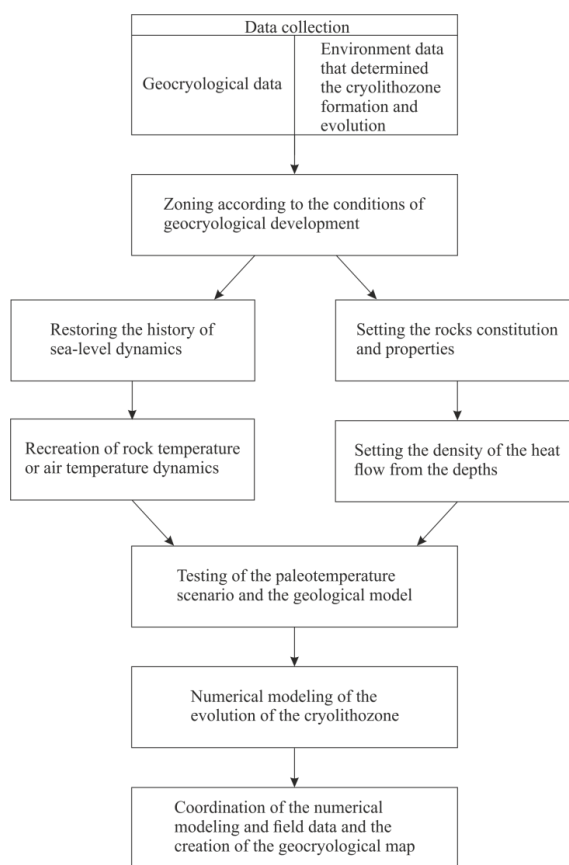 Data collection
Geocryological data
Environment data
that determined
the cryolithozone
formation and
evolution
Zoning according to the conditions of
geocryological development
Restoring the history of
sea-level dynamics
Setting the rocks constitution
and properties
Recreation of rock temperature
or air temperature dynamics
Setting the density of the heat
flow from the depths
Testing of the paleotemperature
scenario and the geological model
Numerical modeling of the
evolution of the cryolithozone
Coordination of the numerical
modeling and field data and the
creation of the geocryological map